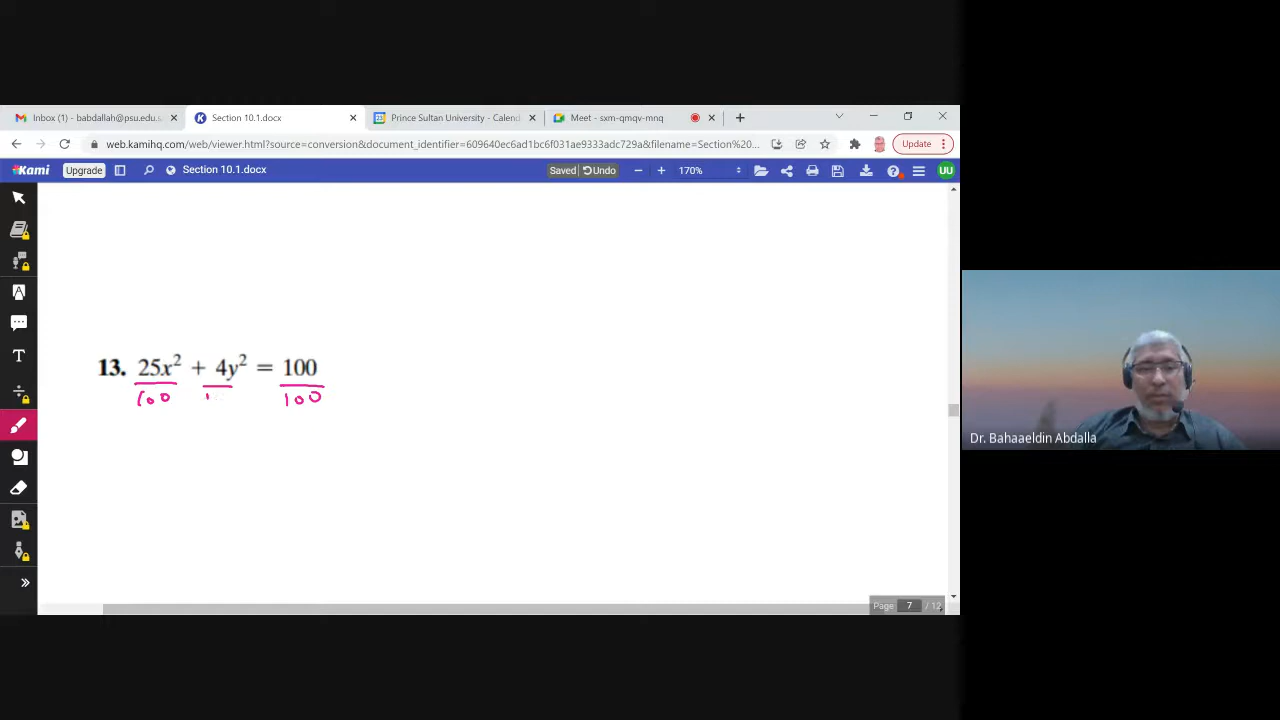 Inbox (1) - babdallah@psu.edu.s
Section 10.1.docx
Prince Sultan University - Calend
Meet - sxm-qmqv-mnq
web.kamihq.com/web/viewer.html?source=conversion&document_identifier=609640ec6ad1bc6f031ae9333adc729a&filename=Section%20...
Update
Kami
Upgrade
Section 10.1.docx
Saved
Undo
170%
UU
13. 25x² + 4y² = 100
100 100
Dr. Bahaaeldin Abdalla
Page 7 / 12